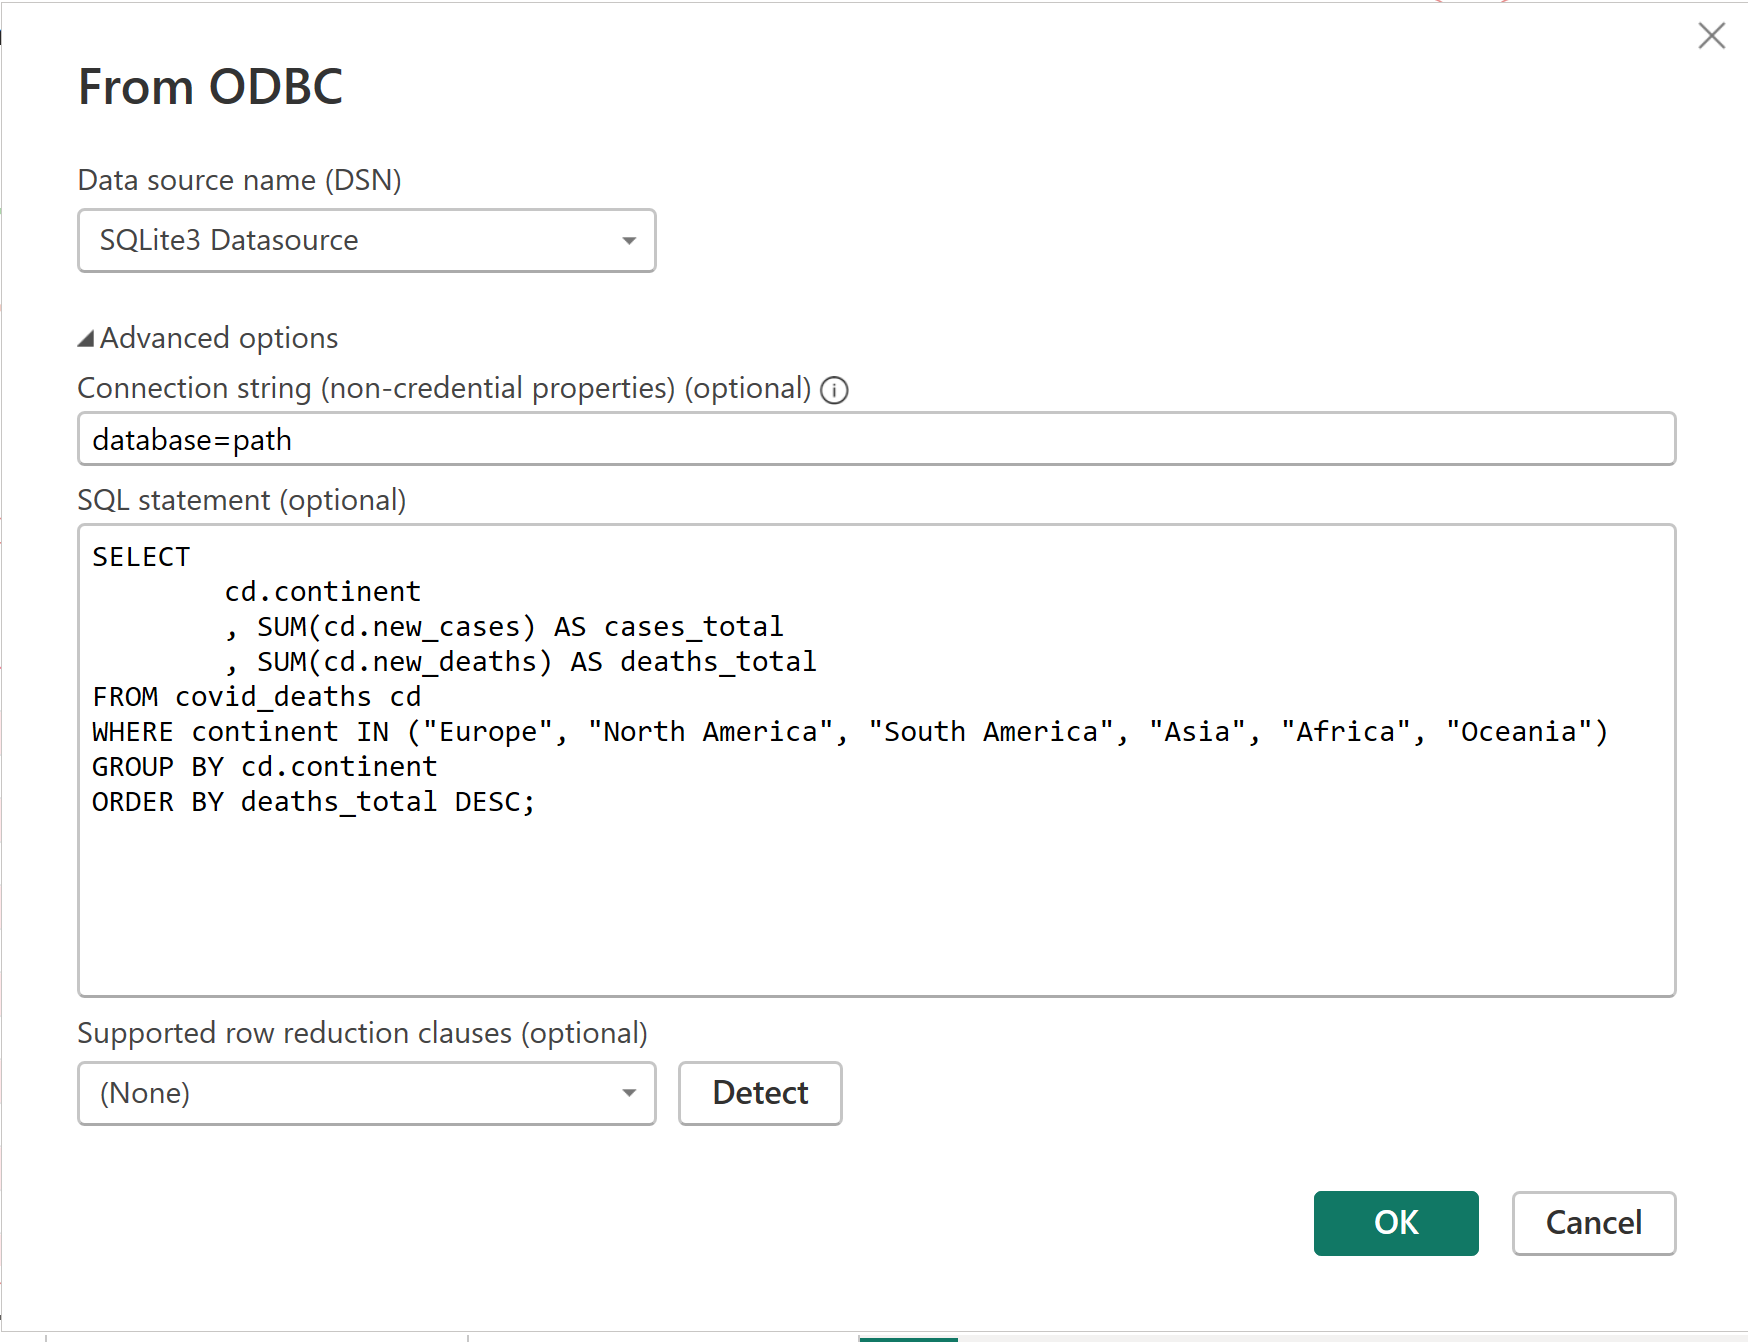 From ODBC
Data source name (DSN)
SQLite3 Datasource
Advanced options
Connection string (non-credential properties) (optional)
database=path
SQL statement (optional)
SELECT
        cd.continent
        , SUM(cd.new_cases) AS cases_total
        , SUM(cd.new_deaths) AS deaths_total
FROM covid_deaths cd
WHERE continent IN ("Europe", "North America", "South America", "Asia", "Africa", "Oceania")
GROUP BY cd.continent
ORDER BY deaths_total DESC;
Supported row reduction clauses (optional)
(None)
Detect
OK
Cancel